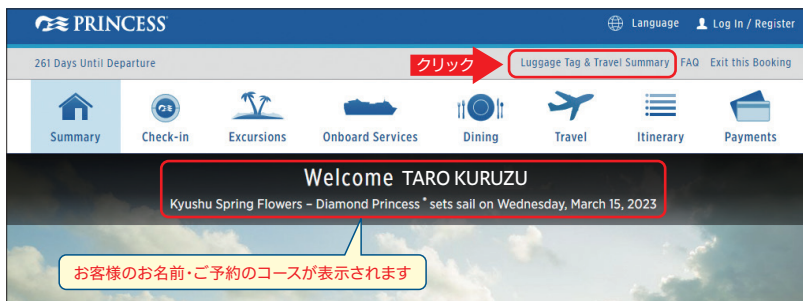 PRINCESS
Language Log In / Register
261 Days Until Departure クリック Luggage Tag & Travel Summary FAQ Exit this Booking
Summary Check-in Excursions Onboard Services Dining Travel Itinerary Payments
Welcome TARO KURUZU
Kyushu Spring Flowers – Diamond Princess® sets sail on Wednesday, March 15, 2023
お客様のお名前・ご予約のコースが表示されます